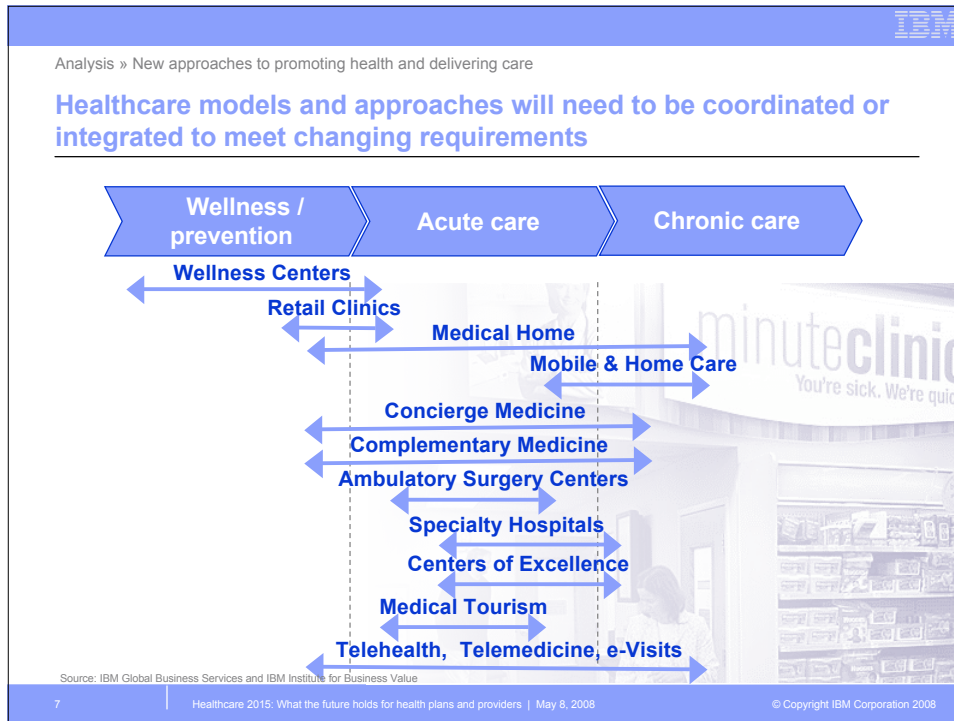 IBM
Analysis » New approaches to promoting health and delivering care
Healthcare models and approaches will need to be coordinated or
integrated to meet changing requirements
Wellness /
prevention
Acute care
Chronic care
Wellness Centers
Retail Clinics
Medical Home
Mobile & Home Care
Concierge Medicine
Complementary Medicine
Ambulatory Surgery Centers
Specialty Hospitals
Centers of Excellence
Medical Tourism
Telehealth, Telemedicine, e-Visits
minuteclinic
You're sick. We're quic
Source: IBM Global Business Services and IBM Institute for Business Value
7
Healthcare 2015: What the future holds for health plans and providers | May 8, 2008
© Copyright IBM Corporation 2008